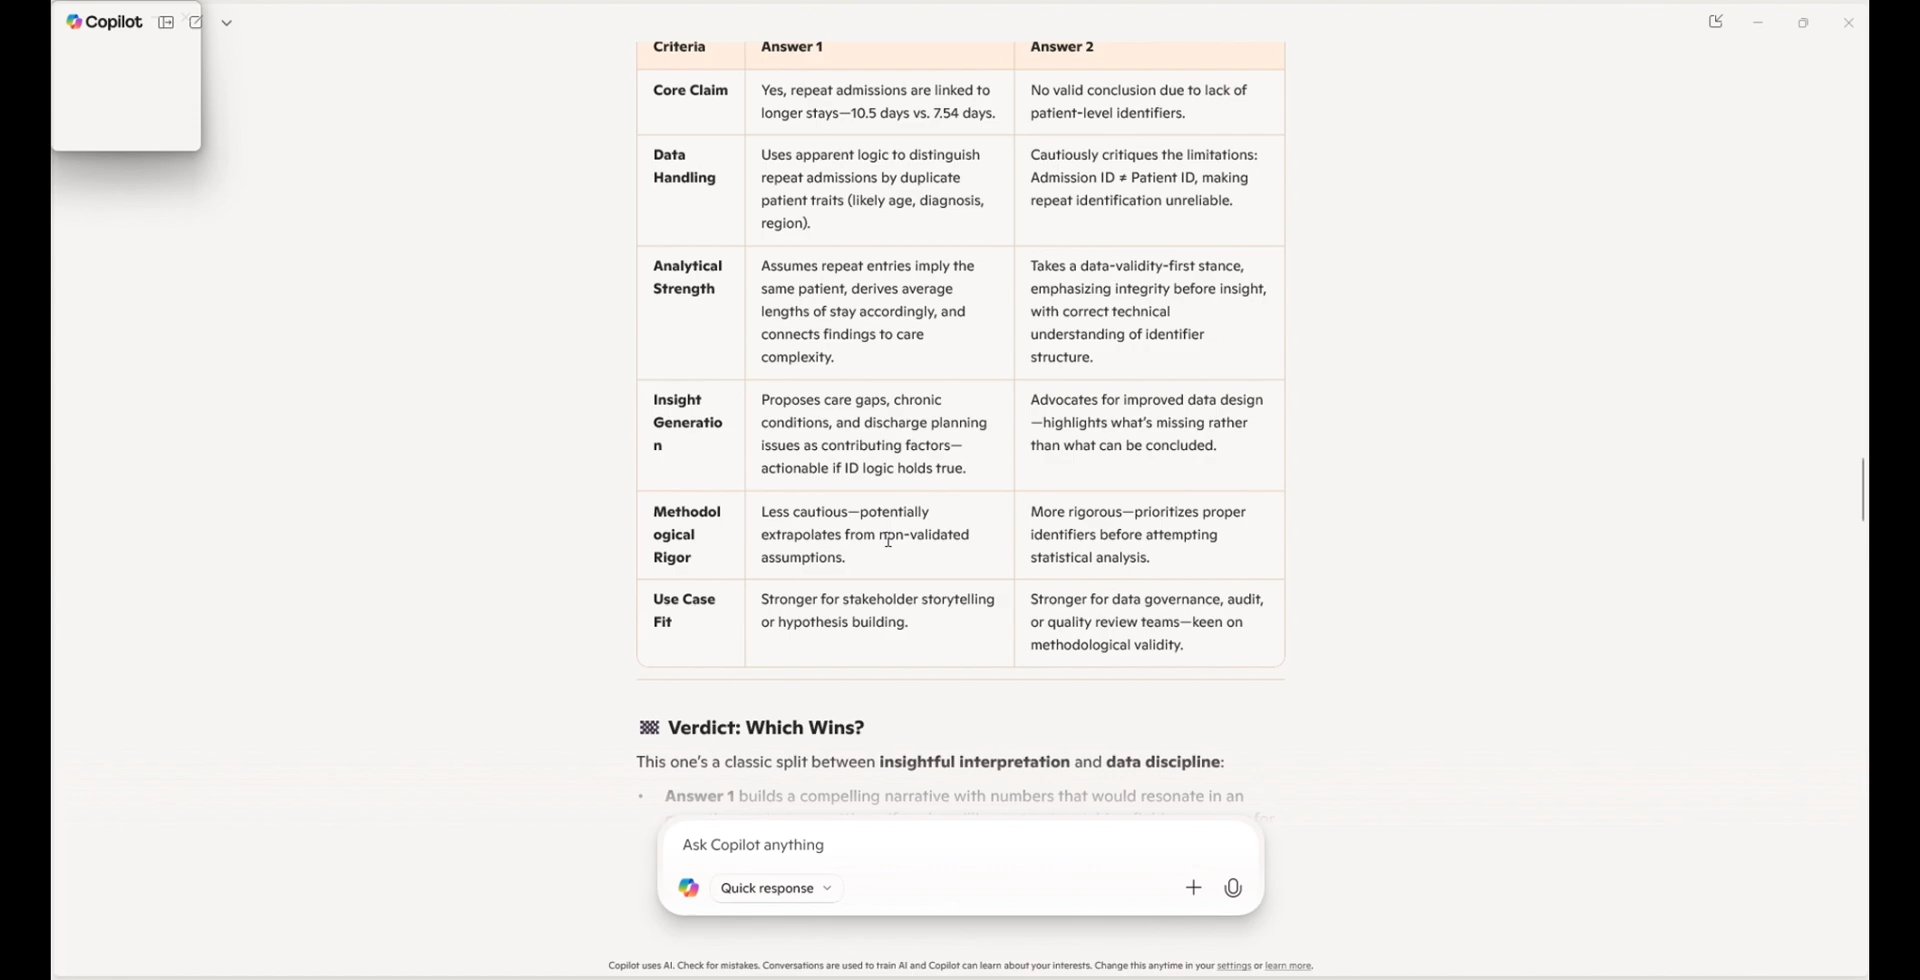 Copilot
Criteria
Answer 1
Answer 2
Core Claim
Yes, repeat admissions are linked to
longer stays—10.5 days vs. 7.54 days.
No valid conclusion due to lack of
patient-level identifiers.
Data
Handling
Uses apparent logic to distinguish
repeat admissions by duplicate
patient traits (likely age, diagnosis,
region).
Cautiously critiques the limitations:
Admission ID ≠ Patient ID, making
repeat identification unreliable.
Analytical
Strength
Assumes repeat entries imply the
same patient, derives average
lengths of stay accordingly, and
connects findings to care
complexity.
Takes a data-validity-first stance,
emphasizing integrity before insight,
with correct technical
understanding of identifier
structure.
Insight
Generatio
n
Proposes care gaps, chronic
conditions, and discharge planning
issues as contributing factors—
actionable if ID logic holds true.
Advocates for improved data design
—highlights what's missing rather
than what can be concluded.
Methodol
ogical
Rigor
Less cautious—potentially
extrapolates from non-validated
assumptions.
More rigorous—prioritizes proper
identifiers before attempting
statistical analysis.
Use Case
Fit
Stronger for stakeholder storytelling
or hypothesis building.
Stronger for data governance, audit,
or quality review teams—keen on
methodological validity.
Verdict: Which Wins?
This one's a classic split between insightful interpretation and data discipline:
• Answer 1 builds a compelling narrative with numbers that would resonate in an
for
Ask Copilot anything
Quick response
Copilot uses AI. Check for mistakes. Conversations are used to train AI and Copilot can learn about your interests. Change this anytime in your settings or learn more.